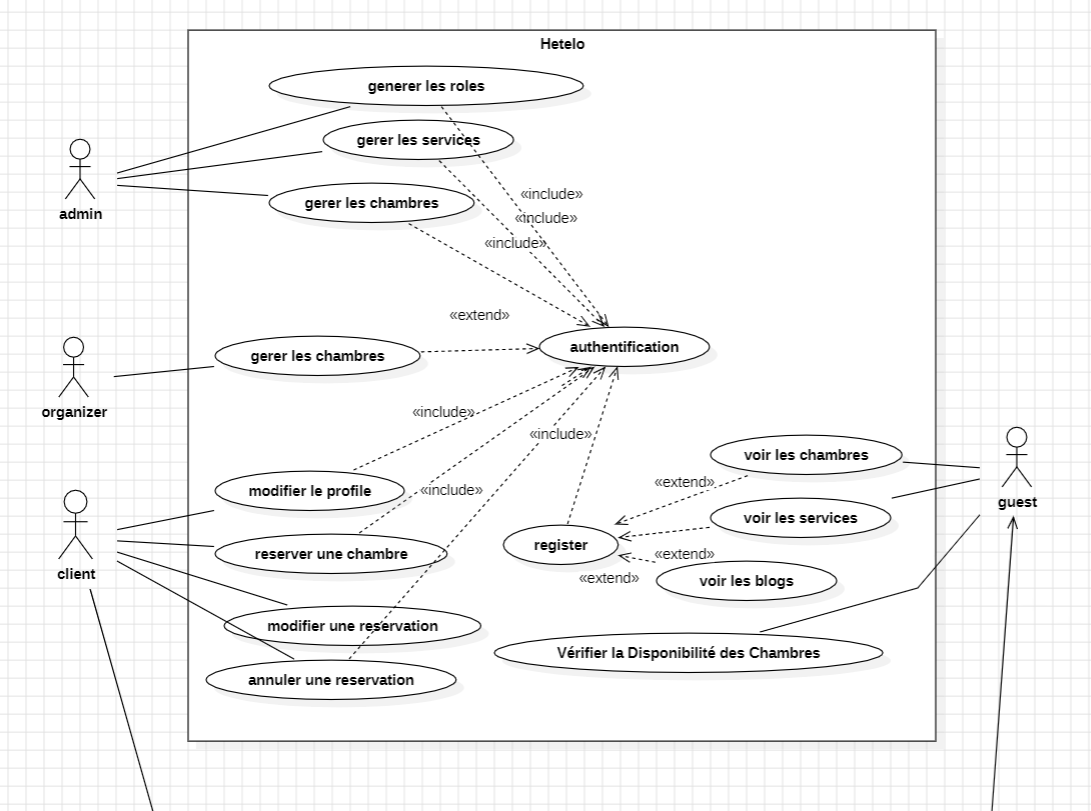 Hetelo
generer les roles
gerer les services
gerer les chambres
admin
«include»
«include»
«include»
«extend»
gerer les chambres
authentification
organizer
«include»
«include»
voir les chambres
«extend»
modifier le profile
«include»
guest
voir les services
register
reserver une chambre
«extend»
client
«extend»
voir les blogs
modifier une reservation
Vérifier la Disponibilité des Chambres
annuler une reservation